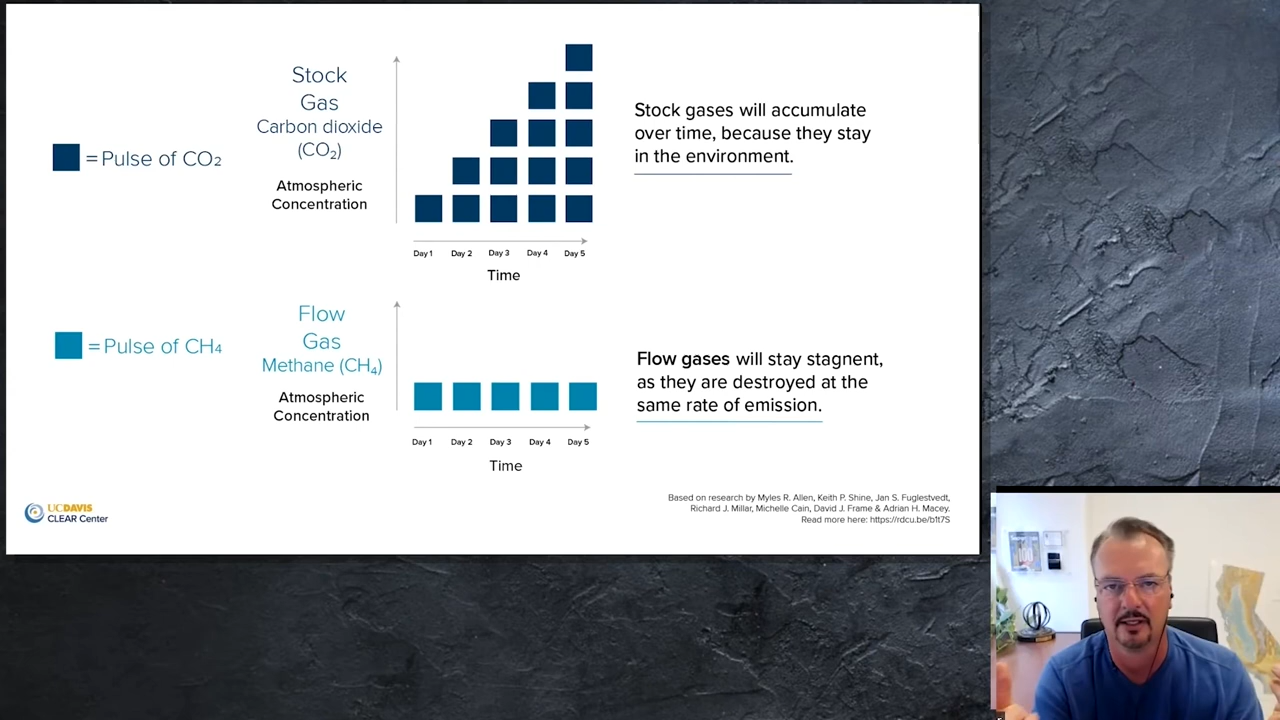 Stock
Gas
Carbon dioxide
(CO₂)
Atmospheric
Concentration
= Pulse of CO₂
Day 1 Day 2 Day 3 Day 4 Day 5
Time
Stock gases will accumulate
over time, because they stay
in the environment.
Flow
Gas
Methane (CH₄)
Atmospheric
Concentration
= Pulse of CH₄
Day 1 Day 2 Day 3 Day 4 Day 5
Time
Flow gases will stay stagnent,
as they are destroyed at the
same rate of emission.
Based on research by Myles R. Allen, Keith P. Shine, Jan S. Fuglestvedt,
Richard J. Millar, Michelle Cain, David J. Frame & Adrian H. Macey.
Read more here: https://rdcu.be/b1t7S
UCDAVIS
CLEAR Center